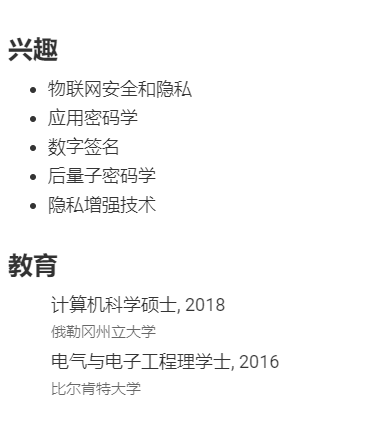 兴趣
物联网安全和隐私
应用密码学
数字签名
后量子密码学
隐私增强技术
教育
计算机科学硕士, 2018
俄勒冈州立大学
电气与电子工程理学士, 2016
比尔肯特大学